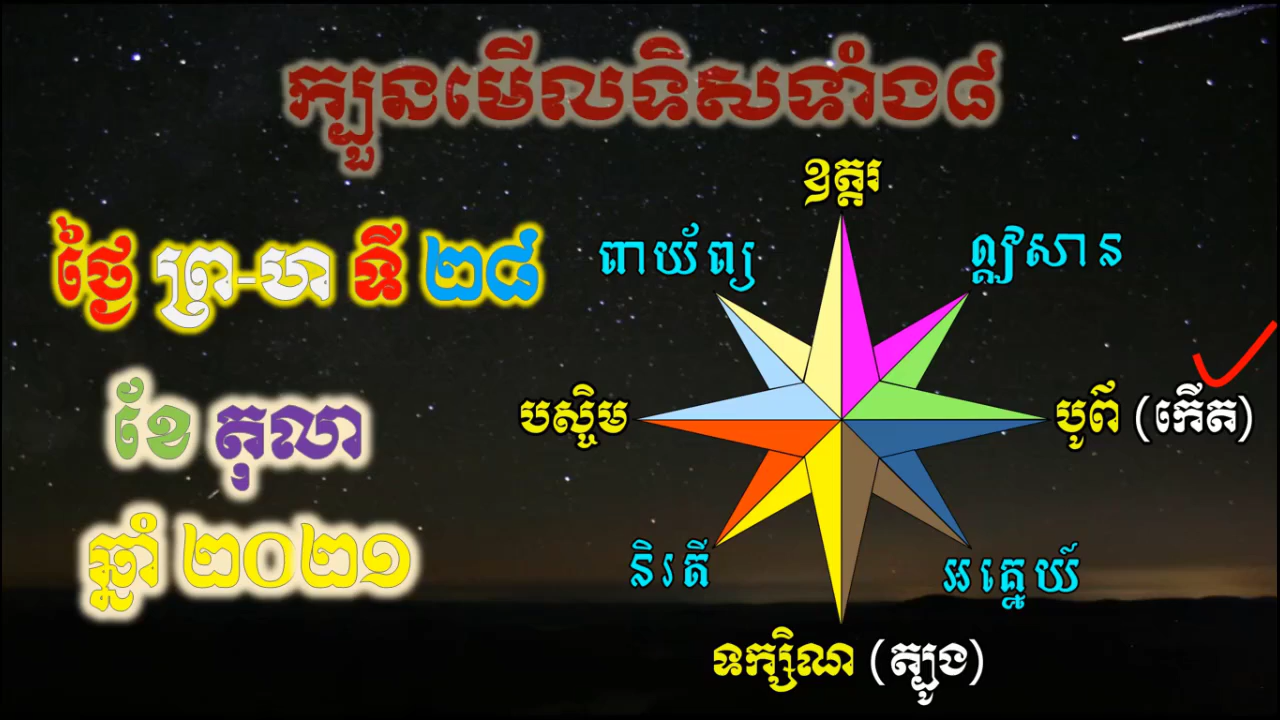 ក្បួនមើលទិសទាំង៨
ថ្ងៃ ព្រ-ហ ទី ២៨
ខែ តុលា
ឆ្នាំ ២០២១
ឧត្តរ
ពាយ័ព្យ
ឦសាន
បស្ចិម
បូព៌ា (កើត)
និរតី
អគ្នេយ៍
ទក្សិណ (ត្បូង)